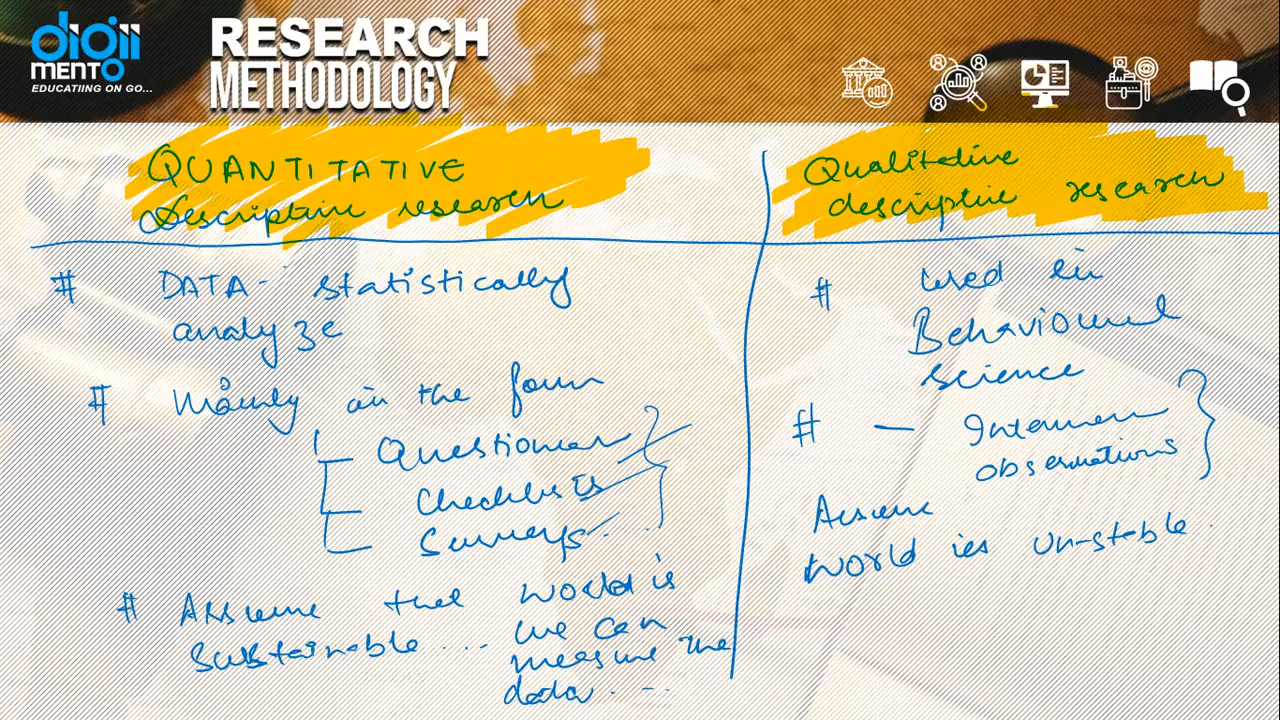 digii
MENTO
EDUCATIING ON GO...
RESEARCH
METHODOLOGY
QUANTITATIVE
descriptive research
# DATA- statistically
analyze
# Mainly in the form
Questionair
Checklists
Surveys
# Assume that world is
sustainable ... we can
measure the
data ...
Qualitative
descriptive research
# used in
Behavioural
science
# — Interview
observations
Assume
world is un-stable